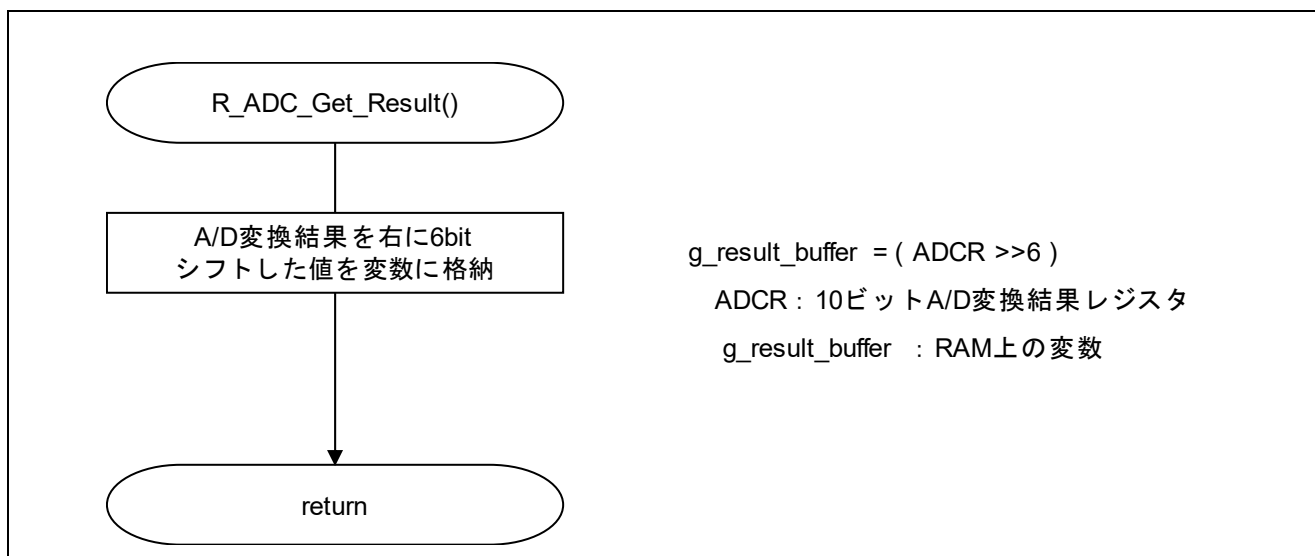 R_ADC_Get_Result()
A/D変換結果を右に6bit
シフトした値を変数に格納
g_result_buffer = ( ADCR >>6 )
ADCR : 10ビットA/D変換結果レジスタ
g_result_buffer : RAM上の変数
return